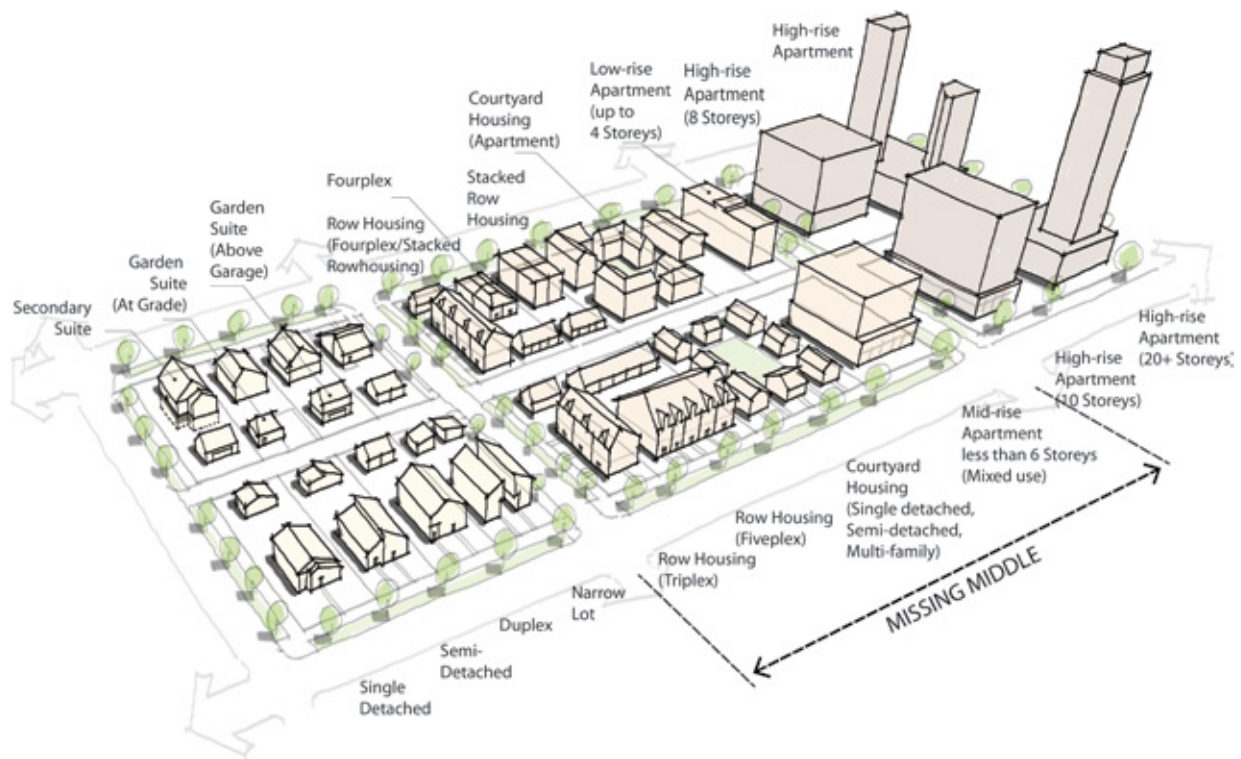 High-rise
Apartment
Low-rise
Apartment
(up to
4 Storeys)
High-rise
Apartment
(8 Storeys)
Courtyard
Housing
(Apartment)
Fourplex
Stacked
Row
Housing
Garden
Suite
(Above
Garage)
Row Housing
(Fourplex/Stacked
Rowhousing)
Garden
Suite
(At Grade)
Secondary
Suite
High-rise
Apartment
(20+ Storeys)
High-rise
Apartment
(10 Storeys)
Mid-rise
Apartment
less than 6 Storeys
(Mixed use)
Courtyard
Housing
(Single detached,
Semi-detached,
Multi-family)
Row Housing
(Fiveplex)
Row Housing
(Triplex)
Narrow
Lot
Duplex
Semi-
Detached
Single
Detached
MISSING MIDDLE